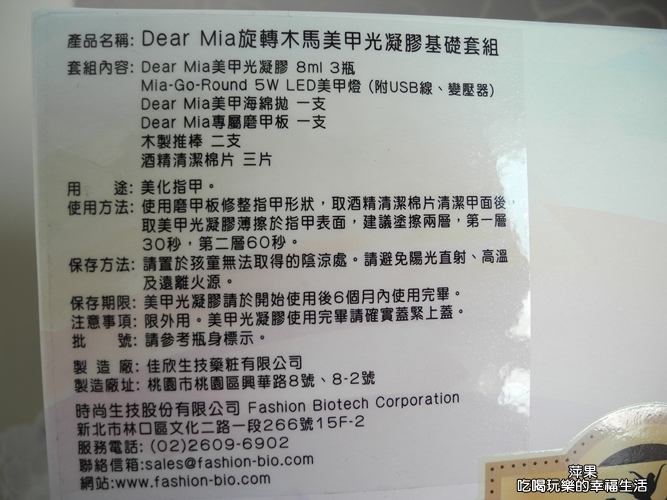 產品名稱: Dear Mia旋轉木馬美甲光凝膠基礎套組
套組內容: Dear Mia美甲光凝膠 8ml 3瓶
Mia-Go-Round 5W LED美甲燈 (附USB線、變壓器)
Dear Mia美甲海綿拋 一支
Dear Mia專屬磨甲板 一支
木製推棒 二支
酒精清潔棉片 三片
用 途: 美化指甲。
使用方法: 使用磨甲板修整指甲形狀，取酒精清潔棉片清潔甲面後，
取美甲光凝膠薄擦於指甲表面，建議塗擦兩層，第一層
30秒，第二層60秒。
保存方法: 請置於孩童無法取得的陰涼處。請避免陽光直射、高溫
及遠離火源。
保存期限: 美甲光凝膠請於開始使用後6個月內使用完畢。
注意事項: 限外用。美甲光凝膠使用完畢請確實蓋緊上蓋。
批 號: 請參考瓶身標示。
製 造 廠: 佳欣生技藥粧有限公司
製造廠址: 桃園市桃園區興華路8號、8-2號
時尚生技股份有限公司 Fashion Biotech Corporation
新北市林口區文化二路一段266號15F-2
服務電話: (02)2609-6902
聯絡信箱:sales@fashion-bio.com
網站:www.fashion-bio.com
萍果
吃喝玩樂的幸福生活